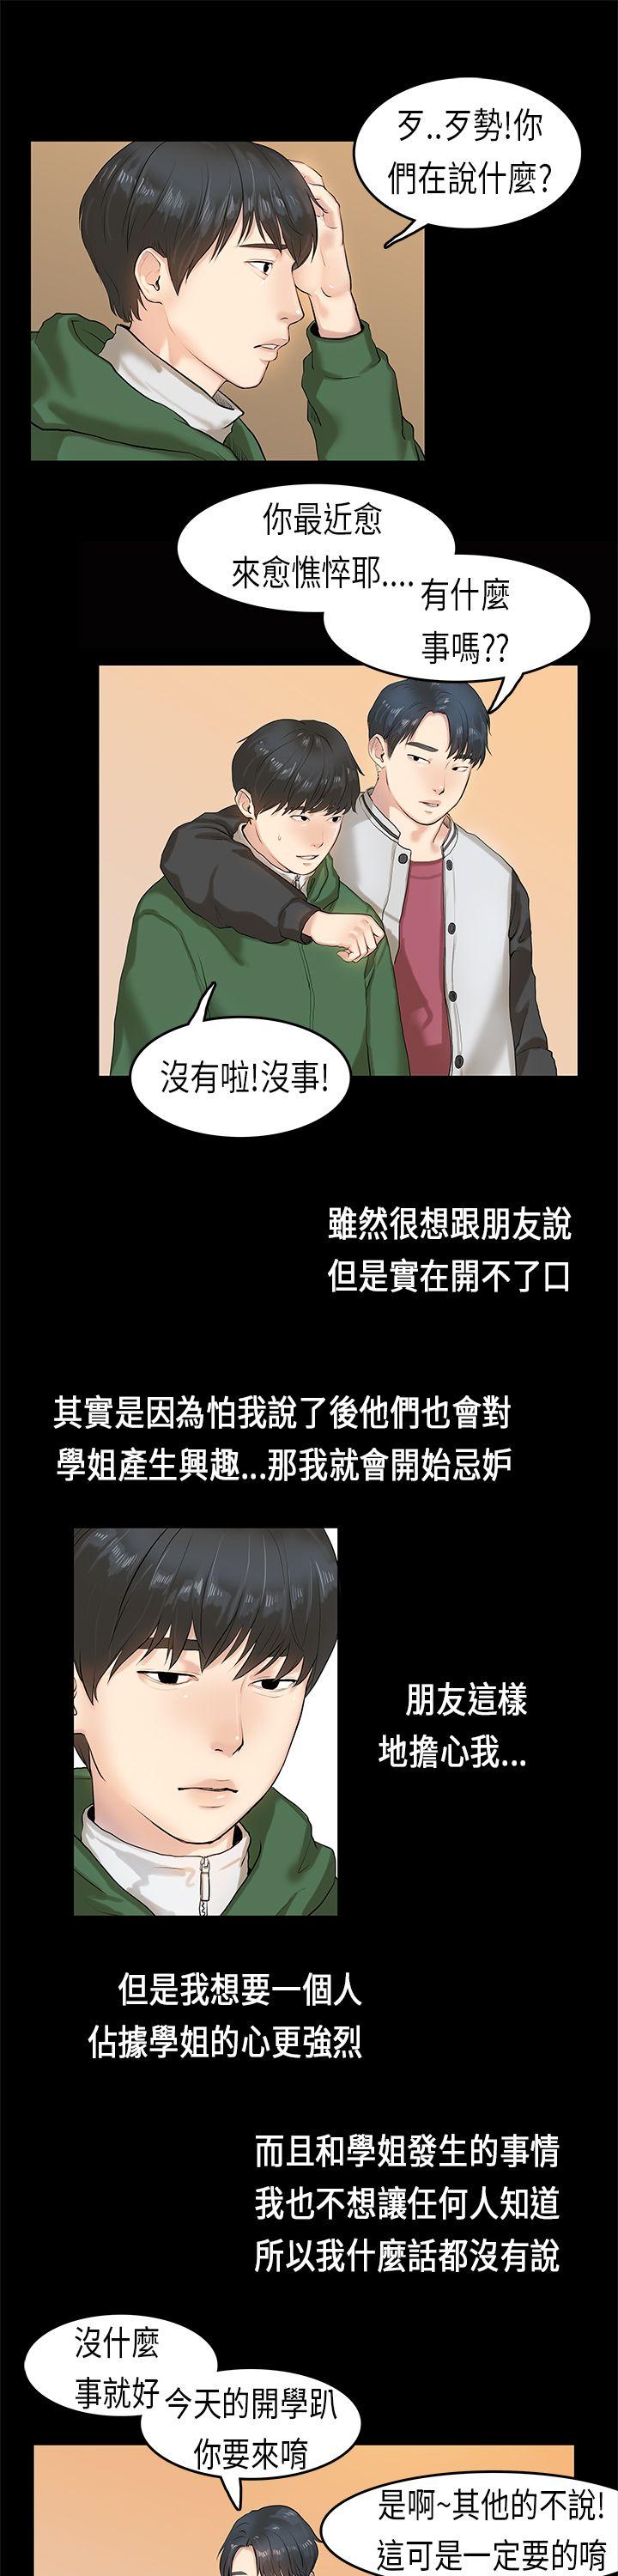 歹..歹勢!你
們在說什麼?
你最近愈
來愈憔悴耶....
有什麼
事嗎??
沒有啦!沒事!
雖然很想跟朋友說
但是實在開不了口
其實是因為怕我說了後他們也會對
學姐產生興趣...那我就會開始忌妒
朋友這樣
地擔心我...
但是我想要一個人
佔據學姐的心更強烈
而且和學姐發生的事情
我也不想讓任何人知道
所以我什麼話都沒有說
沒什麼
事就好
今天的開學趴
你要來唷
是啊~其他的不說!
這可是一定要的唷